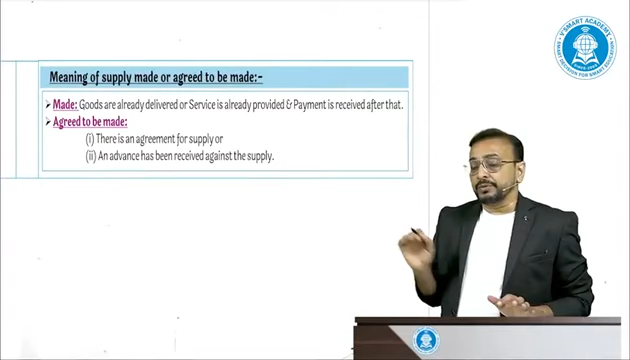 Meaning of supply made or agreed to be made:-
➤ Made: Goods are already delivered or Service is already provided & Payment is received after that.
➤ Agreed to be made:
(i) There is an agreement for supply or
(ii) An advance has been received against the supply.
V'SMART ACADEMY